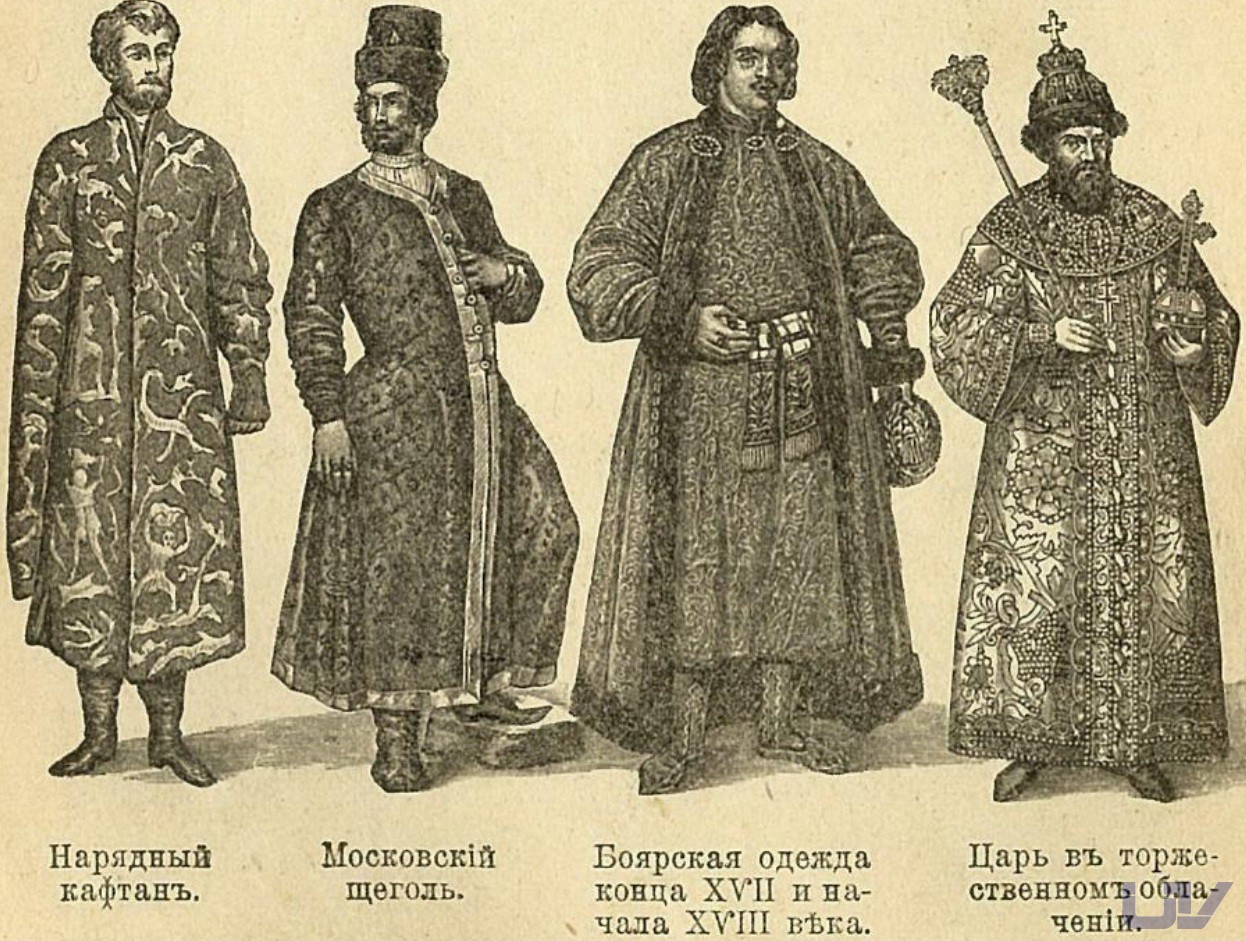 Нарядный
кафтанъ.
Московскій
щеголь.
Боярская одежда
конца XVII и на-
чала XVIII вѣка.
Царь въ торже-
ственномъ обла-
ченіи.